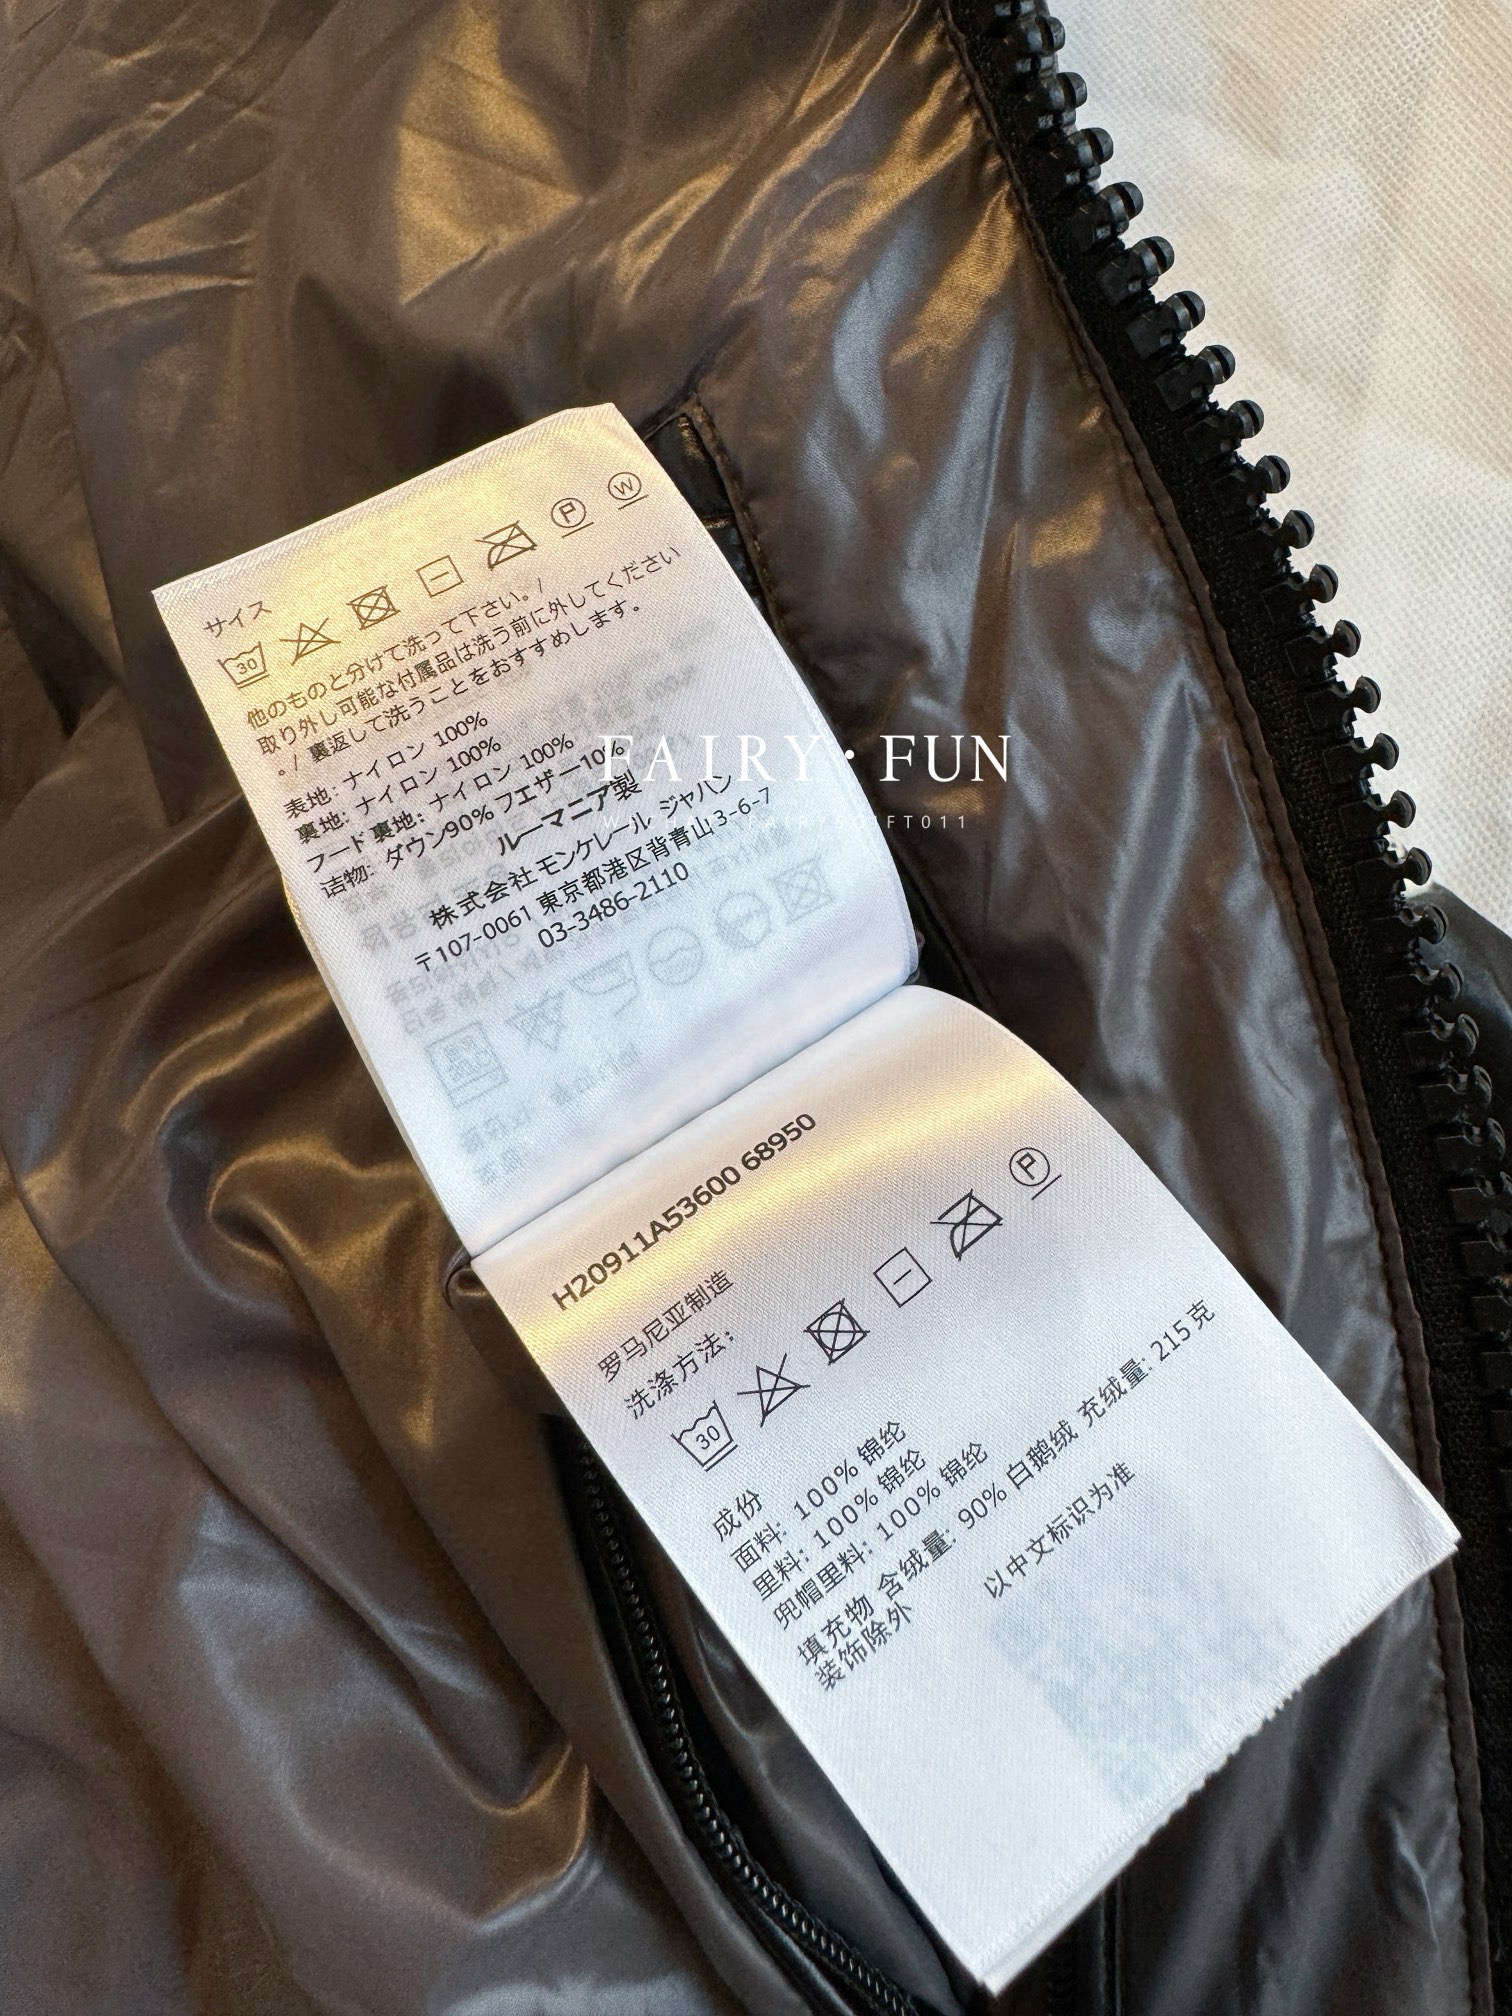 サイズ
30
P
W
他のものと分けて洗って下さい。/
取り外し可能な付属品は洗う前に外してください
。/ 裏返して洗うことをおすすめします。
表地: ナイロン 100%
裏地: ナイロン 100%
フード裏地: ナイロン 100%
诘物: ダウン90% フエザー10%
ルーマニア製
株式会社モンケレール ジャハン
〒107-0061 東京都港区背青山3-6-7
03-3486-2110
FAIRY·FUN
H20911A53600 68950
罗马尼亚制造
洗涤方法:
30
P
成份
面料: 100% 锦纶
里料: 100% 锦纶
兜帽里料: 100% 锦纶
填充物 含绒量: 90% 白鹅绒 充绒量: 215 克
装饰除外
以中文标识为准